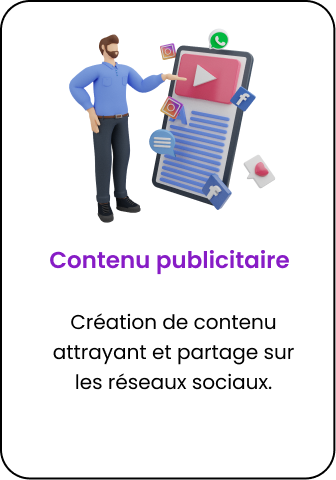 Contenu publicitaire
Création de contenu
attrayant et partage sur
les réseaux sociaux.